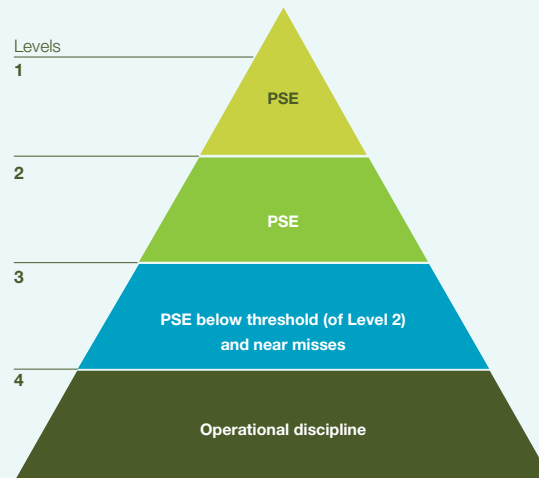 Levels
1
PSE
2
PSE
3
PSE below threshold (of Level 2)
and near misses
4
Operational discipline